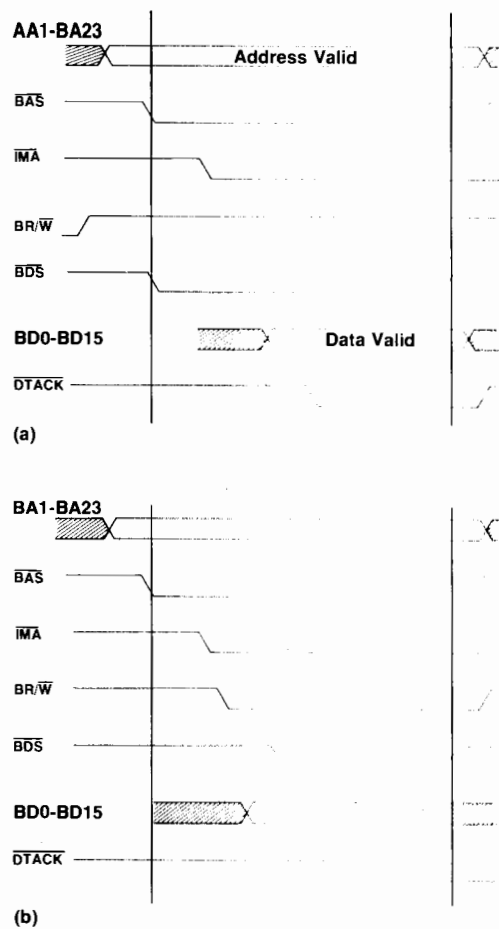 AA1-BA23
Address Valid
BAS
IMA
BR/W
BDS
BD0-BD15
Data Valid
DTACK
(a)
BA1-BA23
BAS
IMA
BR/W
BDS
BD0-BD15
DTACK
(b)